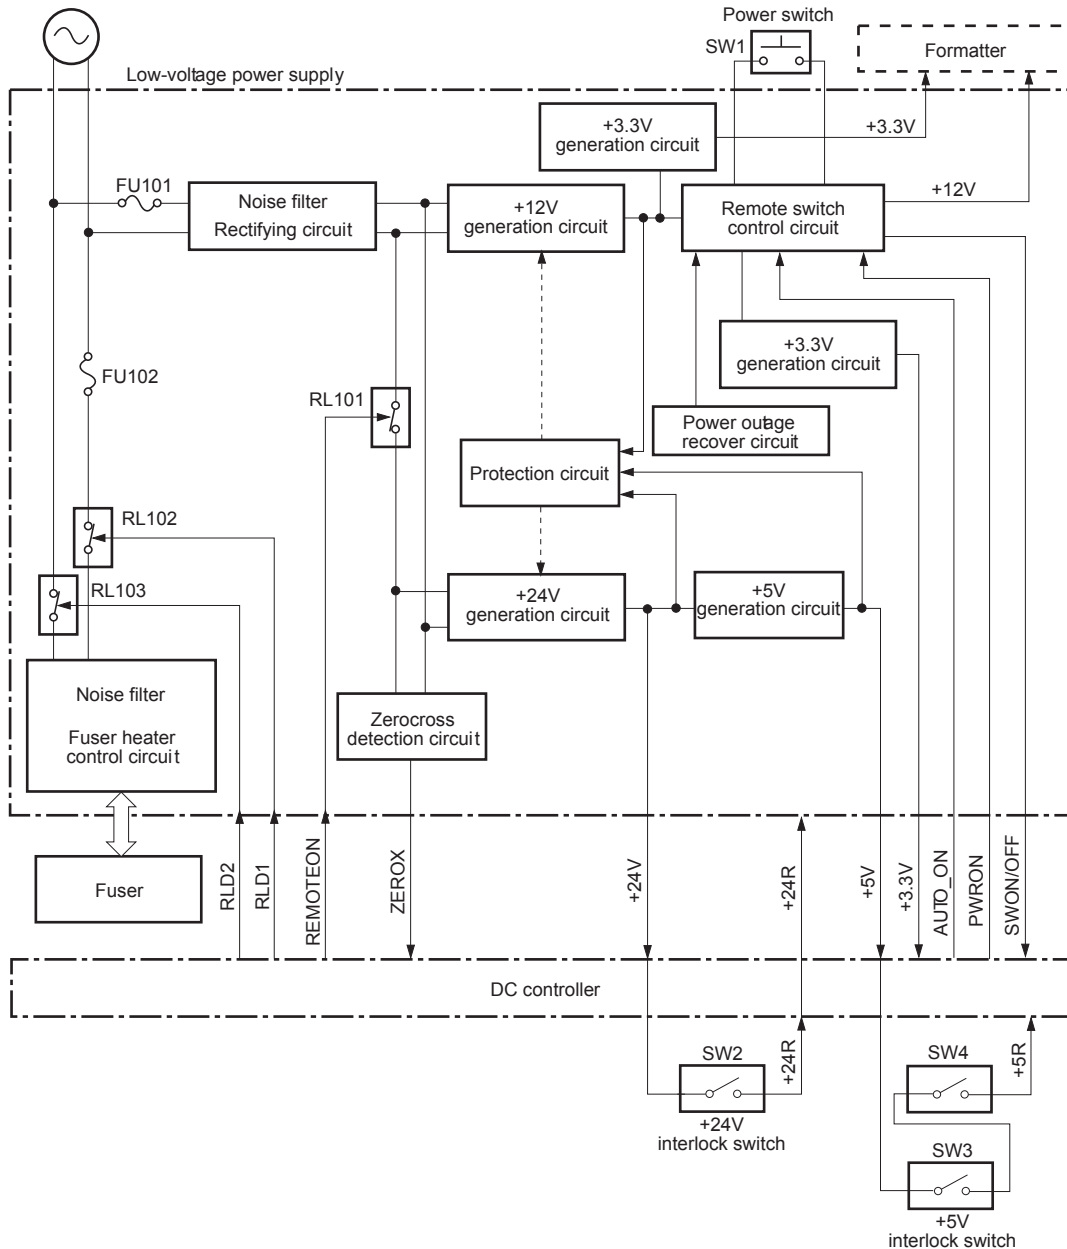 Power switch
SW1
Formatter
Low-voltage power supply
+3.3V
generation circuit
+3.3V
FU101
Noise filter
Rectifying circuit
+12V
generation circuit
Remote switch
control circuit
+12V
+3.3V
generation circuit
FU102
RL101
Power outage
recover circuit
Protection circuit
RL102
RL103
+24V
generation circuit
+5V
generation circuit
Noise filter
Fuser heater
control circuit
Zerocross
detection circuit
Fuser
RLD2
RLD1
REMOTEON
ZEROX
+24V
+24R
+5V
+3.3V
AUTO_ON
PWRON
SWON/OFF
DC controller
SW2
+24R
SW4
+5R
+24V
interlock switch
SW3
+5V
interlock switch